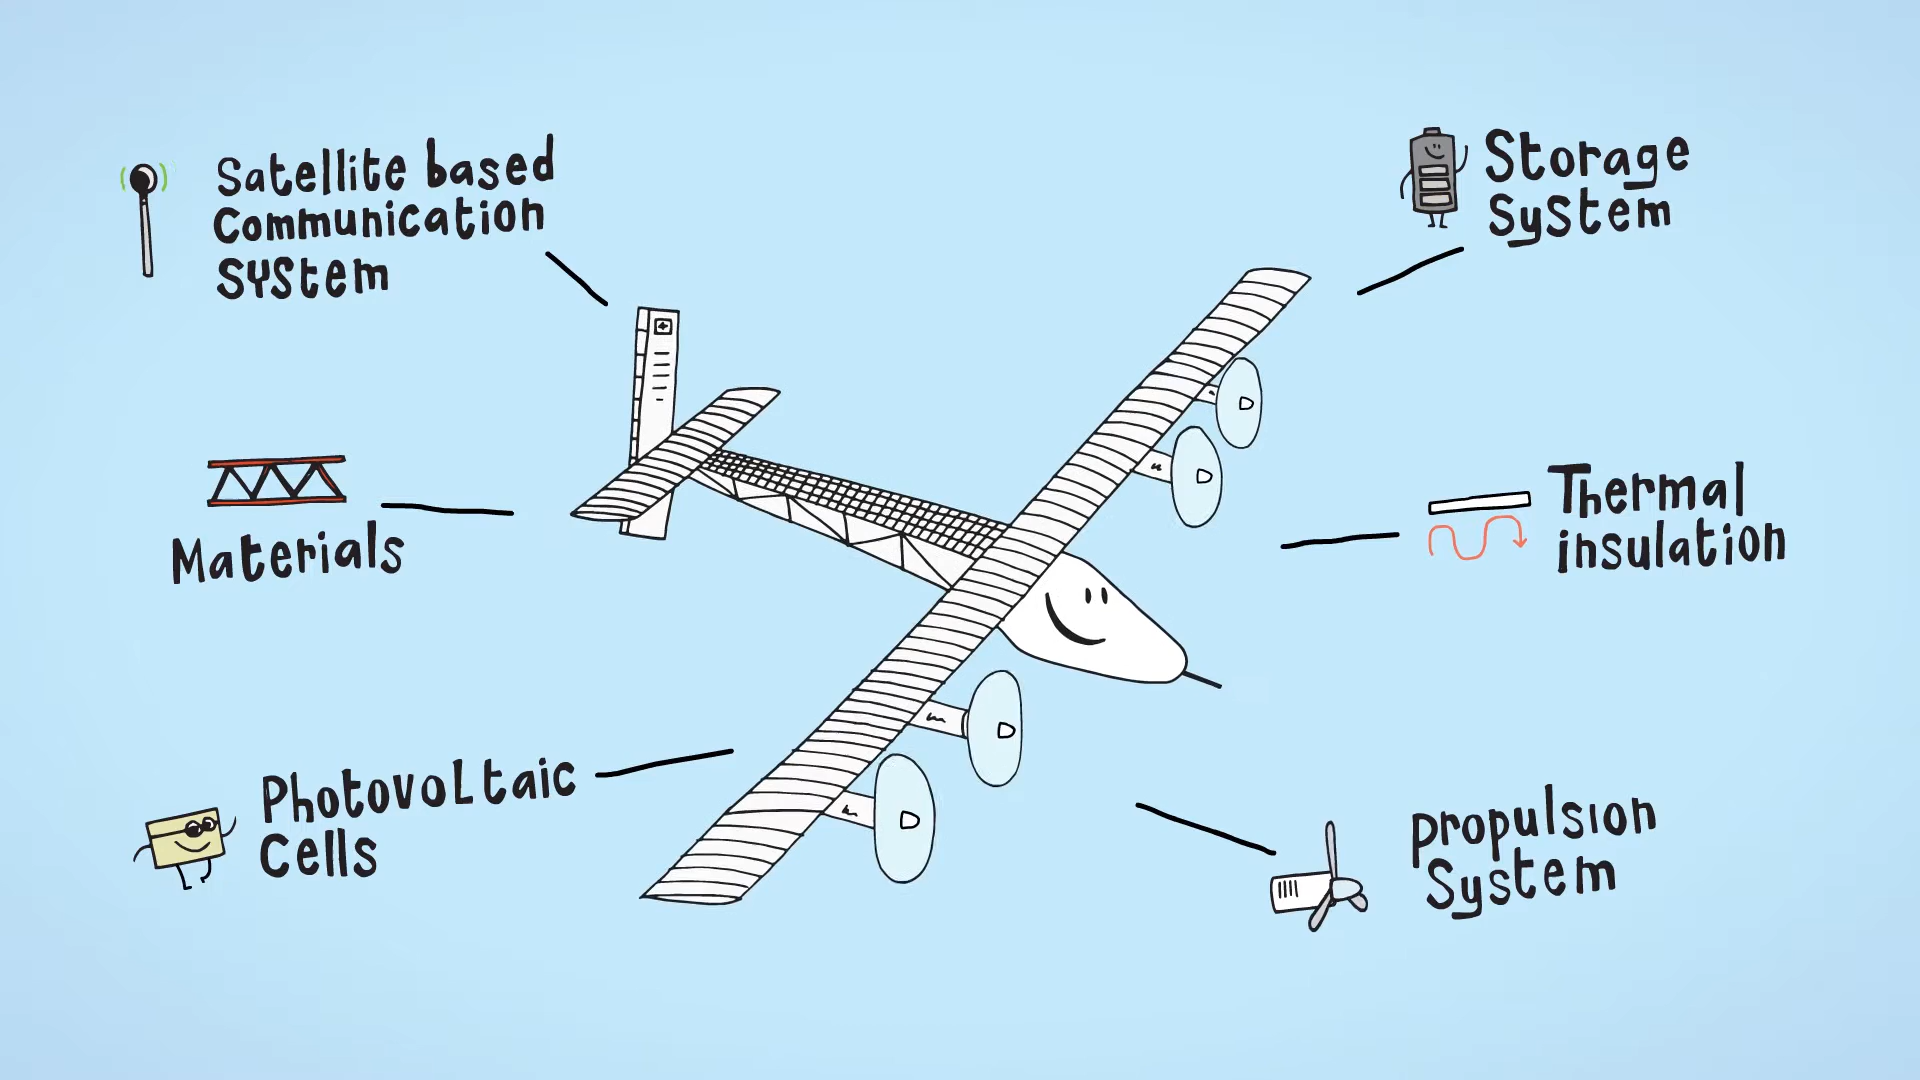 Satellite based
Communication
System
Storage
System
Materials
Thermal
insulation
Photovoltaic
Cells
Propulsion
System